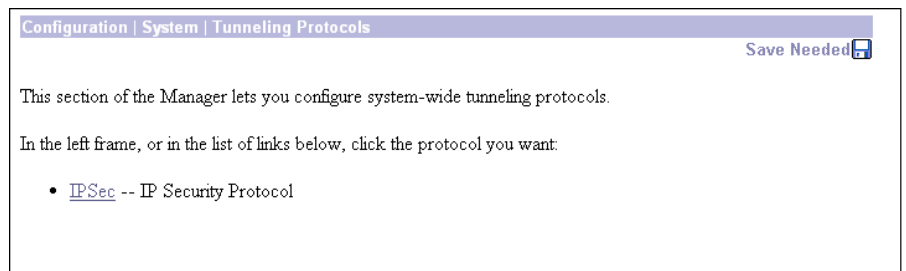 Configuration | System | Tunneling Protocols
Save Needed
This section of the Manager lets you configure system-wide tunneling protocols.
In the left frame, or in the list of links below, click the protocol you want:
• IPSec -- IP Security Protocol